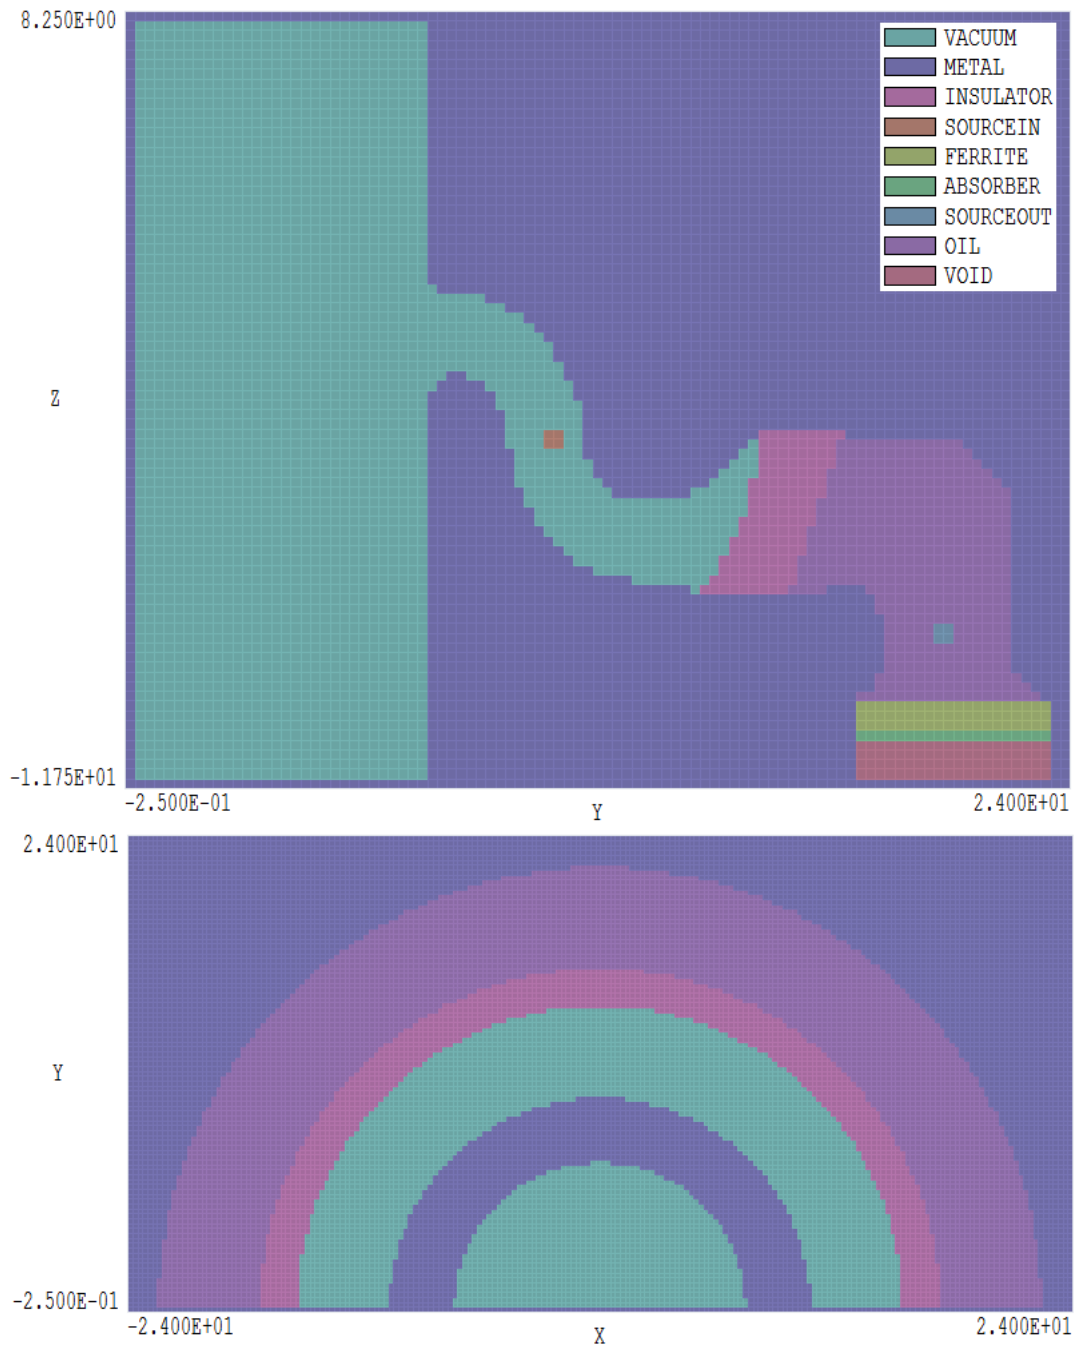 8.250E+00
VACUUM
METAL
INSULATOR
SOURCEIN
FERRITE
ABSORBER
SOURCEOUT
OIL
VOID
Z
-1.175E+01
-2.500E-01
Y
2.400E+01
2.400E+01
Y
-2.500E-01
-2.400E+01
X
2.400E+01